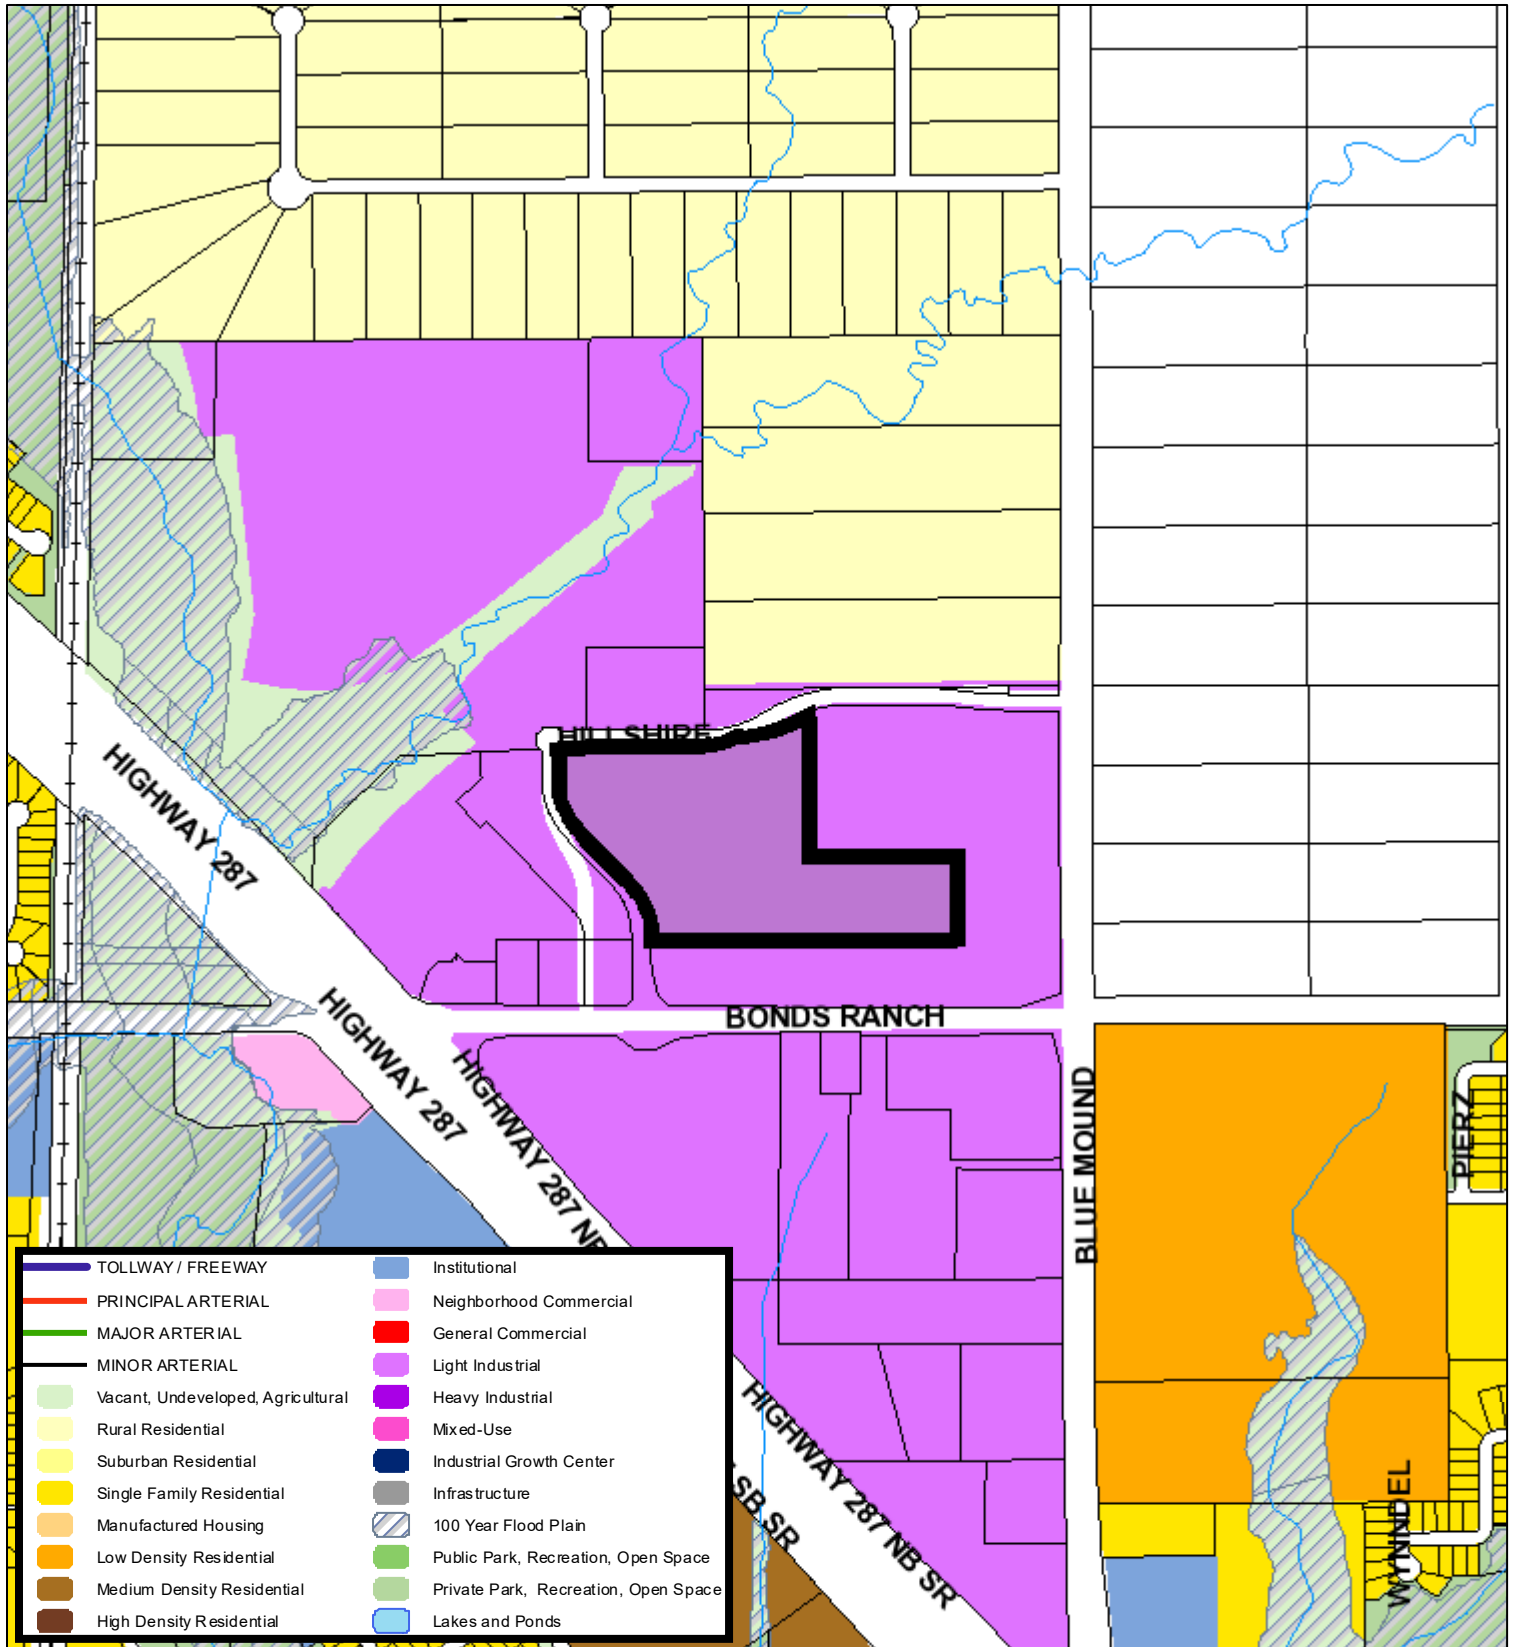 HILLSHIRE
HIGHWAY 287
HIGHWAY 287
BONDS RANCH
HIGHWAY 287 NB
BLUE MOUND
PIERZ
HIGHWAY 287 NB SR
SB SR
WYNNDEL
TOLLWAY / FREEWAY
PRINCIPAL ARTERIAL
MAJOR ARTERIAL
MINOR ARTERIAL
Vacant, Undeveloped, Agricultural
Rural Residential
Suburban Residential
Single Family Residential
Manufactured Housing
Low Density Residential
Medium Density Residential
High Density Residential
Institutional
Neighborhood Commercial
General Commercial
Light Industrial
Heavy Industrial
Mixed-Use
Industrial Growth Center
Infrastructure
100 Year Flood Plain
Public Park, Recreation, Open Space
Private Park, Recreation, Open Space
Lakes and Ponds